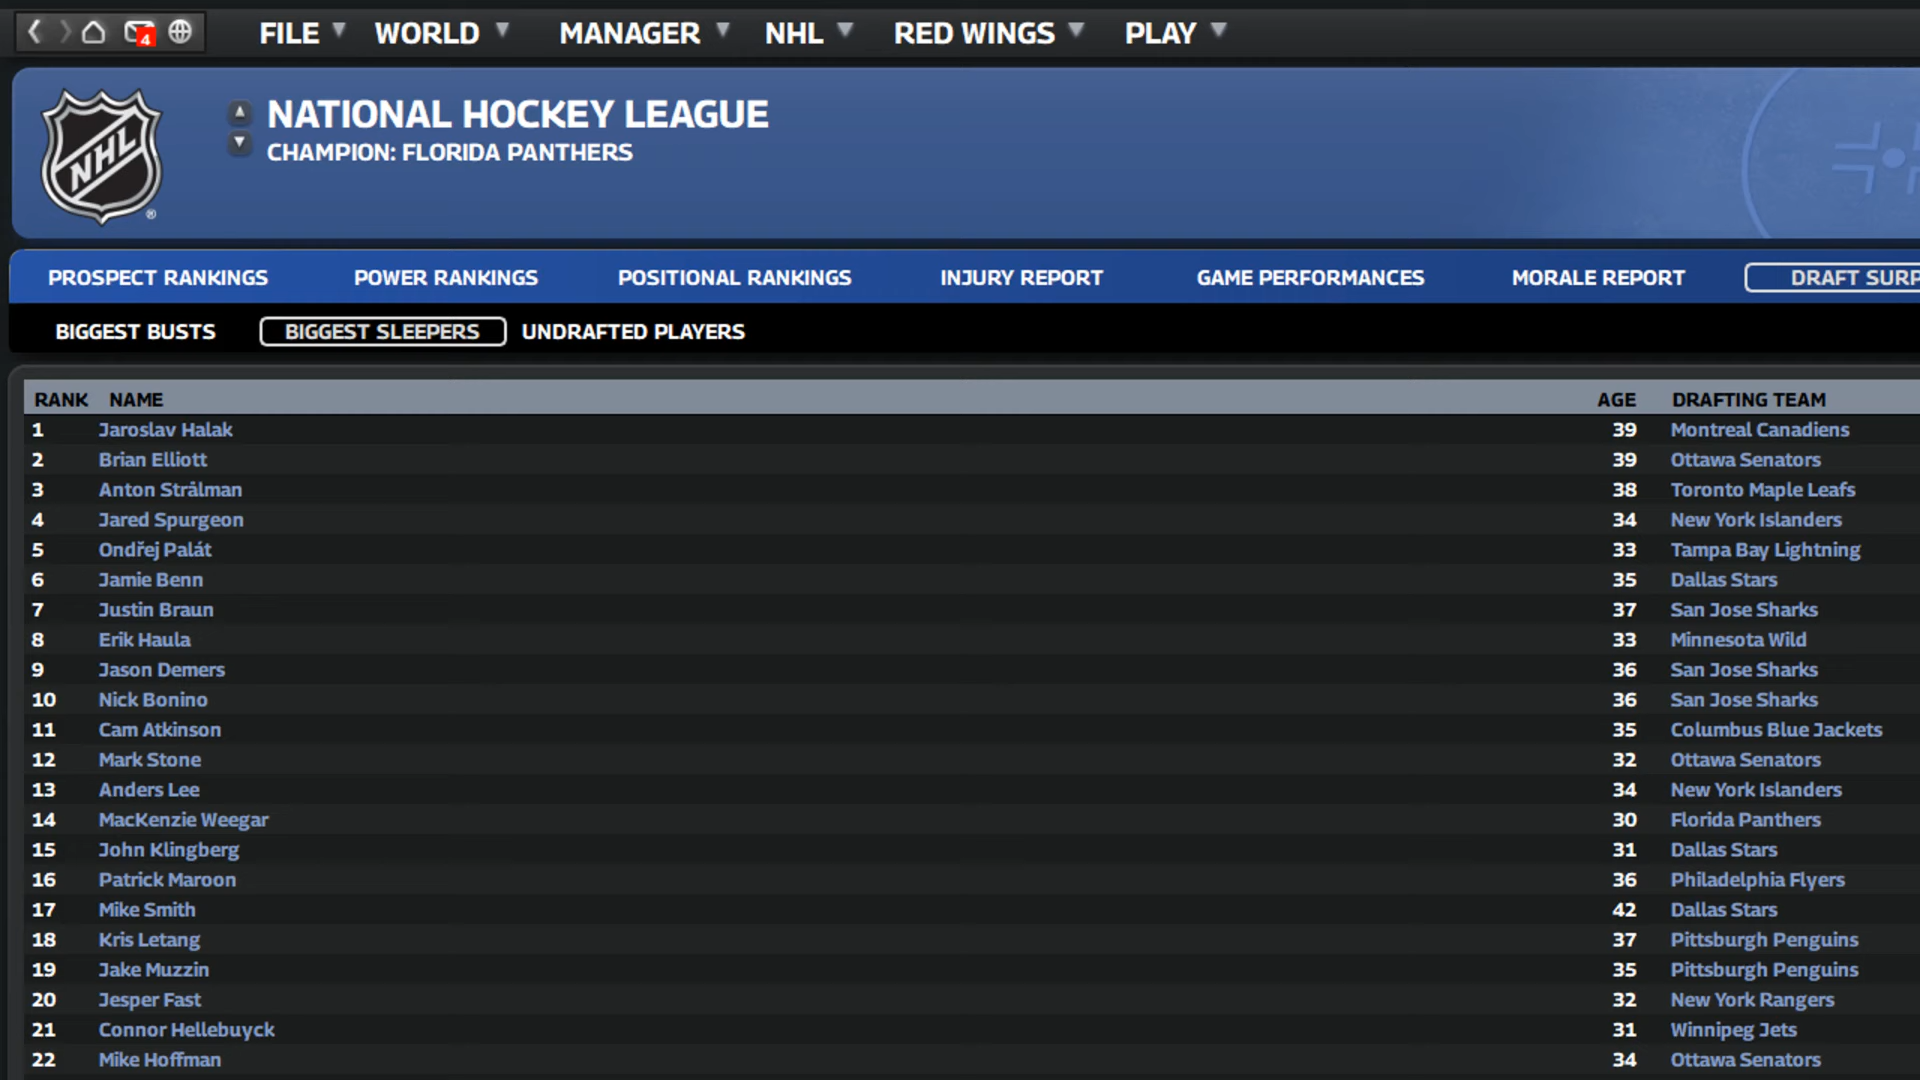 4 FILE WORLD MANAGER NHL RED WINGS PLAY
NHL ®
NATIONAL HOCKEY LEAGUE
CHAMPION: FLORIDA PANTHERS
PROSPECT RANKINGS POWER RANKINGS POSITIONAL RANKINGS INJURY REPORT GAME PERFORMANCES MORALE REPORT DRAFT SURP
BIGGEST BUSTS BIGGEST SLEEPERS UNDRAFTED PLAYERS
RANK NAME AGE DRAFTING TEAM
1 Jaroslav Halak 39 Montreal Canadiens
2 Brian Elliott 39 Ottawa Senators
3 Anton Strålman 38 Toronto Maple Leafs
4 Jared Spurgeon 34 New York Islanders
5 Ondřej Palát 33 Tampa Bay Lightning
6 Jamie Benn 35 Dallas Stars
7 Justin Braun 37 San Jose Sharks
8 Erik Haula 33 Minnesota Wild
9 Jason Demers 36 San Jose Sharks
10 Nick Bonino 36 San Jose Sharks
11 Cam Atkinson 35 Columbus Blue Jackets
12 Mark Stone 32 Ottawa Senators
13 Anders Lee 34 New York Islanders
14 MacKenzie Weegar 30 Florida Panthers
15 John Klingberg 31 Dallas Stars
16 Patrick Maroon 36 Philadelphia Flyers
17 Mike Smith 42 Dallas Stars
18 Kris Letang 37 Pittsburgh Penguins
19 Jake Muzzin 35 Pittsburgh Penguins
20 Jesper Fast 32 New York Rangers
21 Connor Hellebuyck 31 Winnipeg Jets
22 Mike Hoffman 34 Ottawa Senators